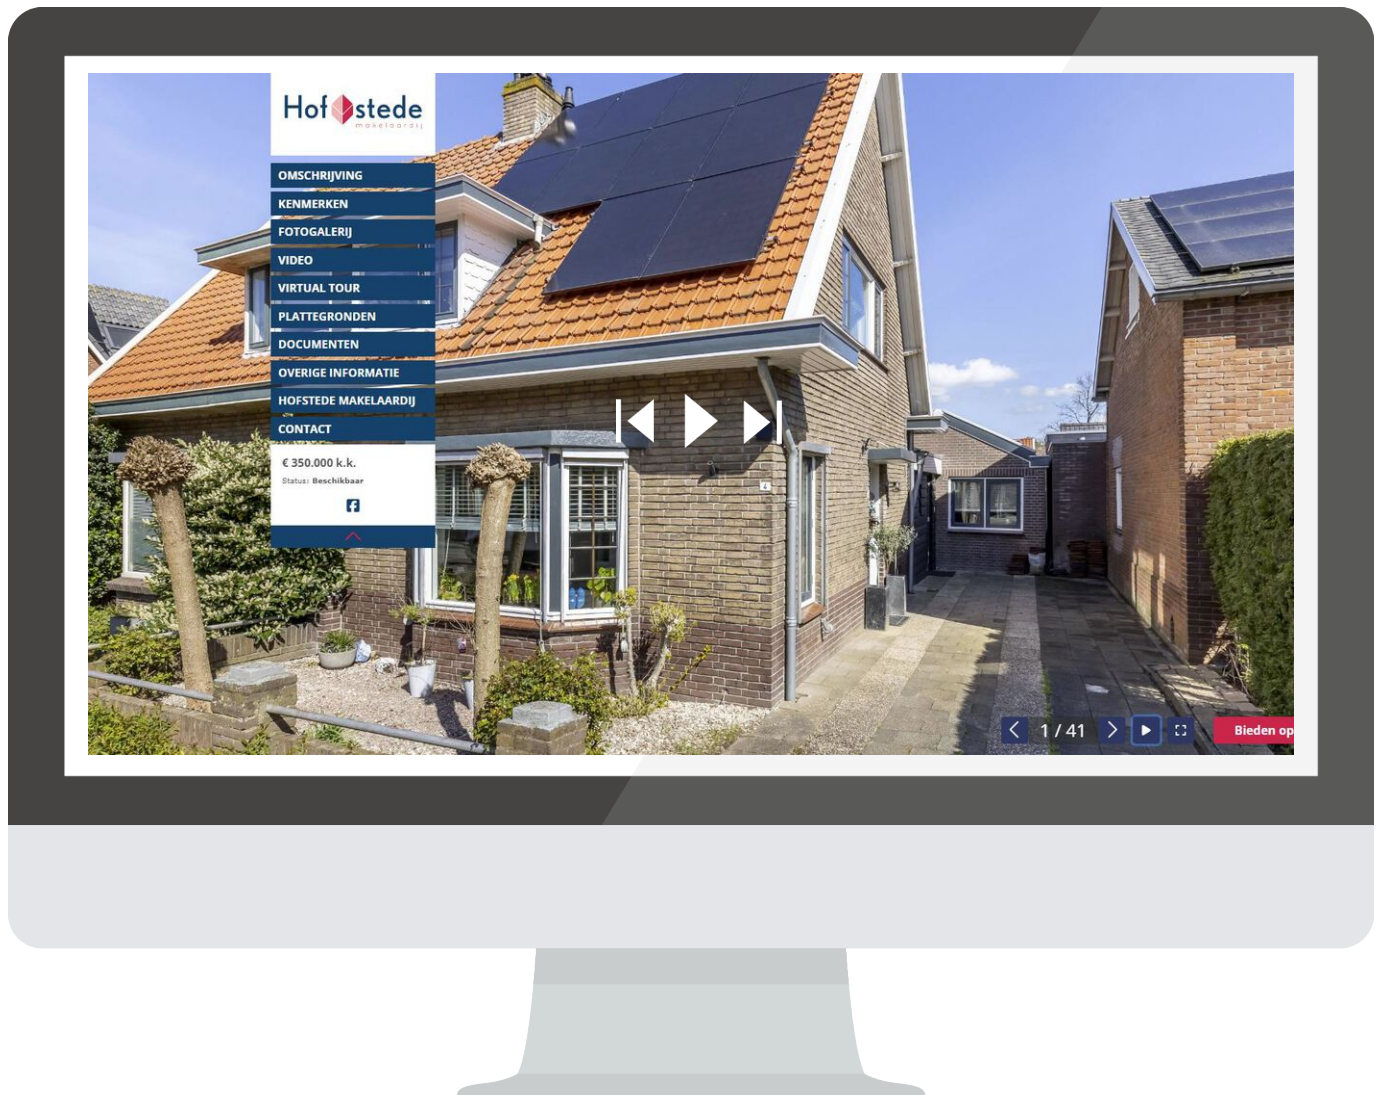 Hofstede
makelaardij
OMSCHRIJVING
KENMERKEN
FOTOGALERIJ
VIDEO
VIRTUAL TOUR
PLATTEGRONDEN
DOCUMENTEN
OVERIGE INFORMATIE
HOFSTEDE MAKELAARDIJ
CONTACT
€ 350.000 k.k.
Status: Beschikbaar
4
1 / 41
Bieden op